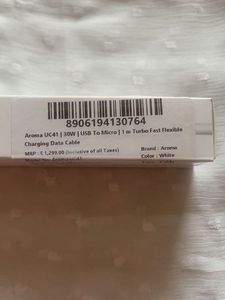 8906194130764
Aroma UC41 | 30W | USB To Micro | 1 m Turbo Fast Flexible
Charging Data Cable
MRP : ₹ 1,299.00 (Inclusive of all Taxes) Brand : Aroma
Color : White